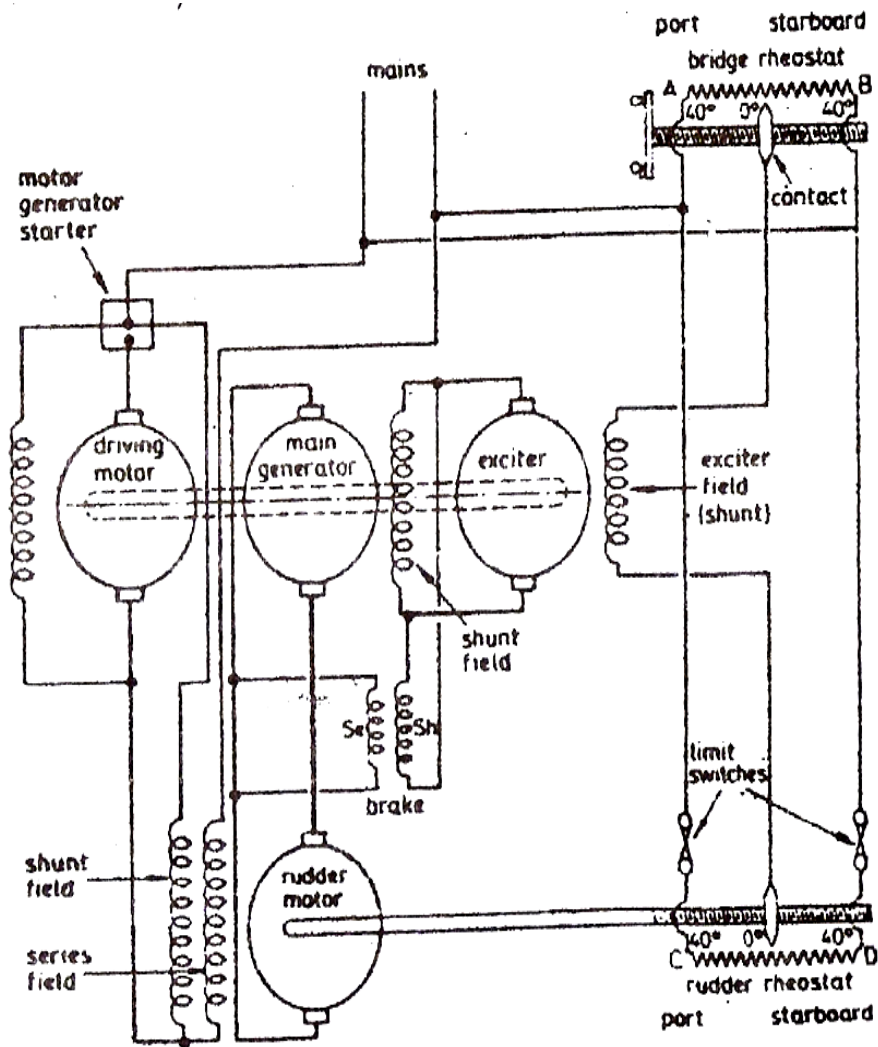 port starboard
bridge rheostat
mains
A B
40° 0° 40°
motor
generator
starter
contact
driving
motor
main
generator
exciter
exciter
field
(shunt)
shunt
field
Se Sh
limit
switches
brake
shunt
field
rudder
motor
series
field
40° 0° 40°
C D
rudder rheostat
port starboard